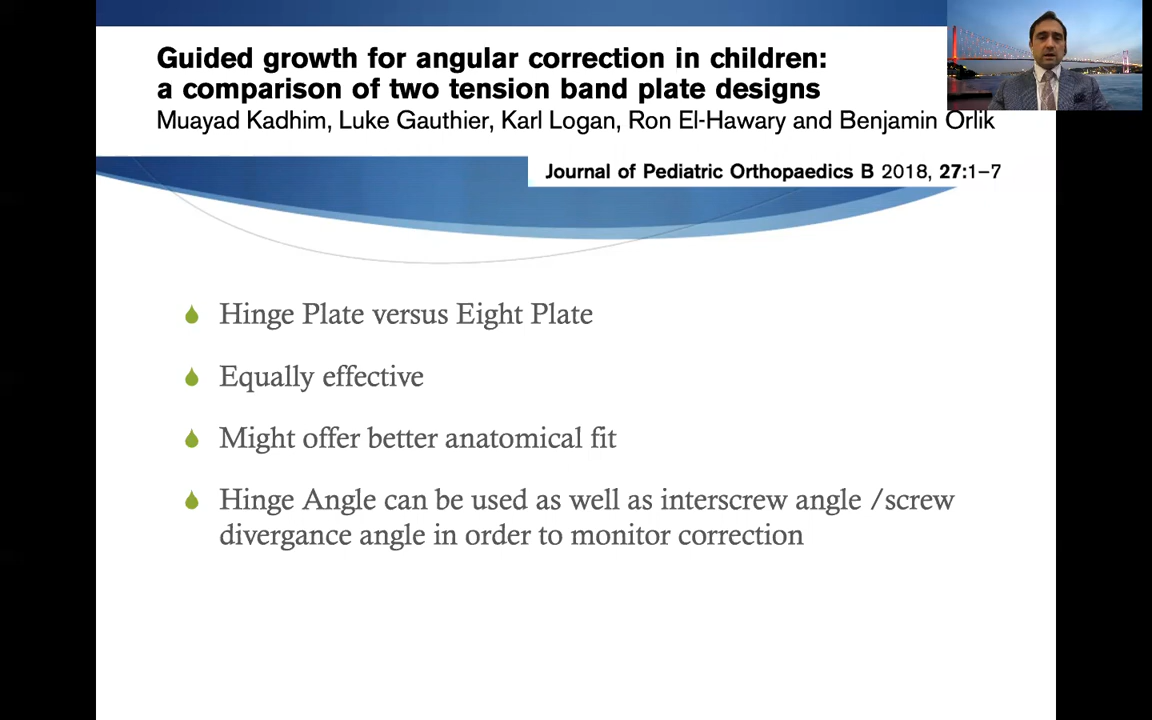 Guided growth for angular correction in children:
a comparison of two tension band plate designs
Muayad Kadhim, Luke Gauthier, Karl Logan, Ron El-Hawary and Benjamin Orlik
Journal of Pediatric Orthopaedics B 2018, 27:1–7
Hinge Plate versus Eight Plate
Equally effective
Might offer better anatomical fit
Hinge Angle can be used as well as interscrew angle /screw
divergance angle in order to monitor correction